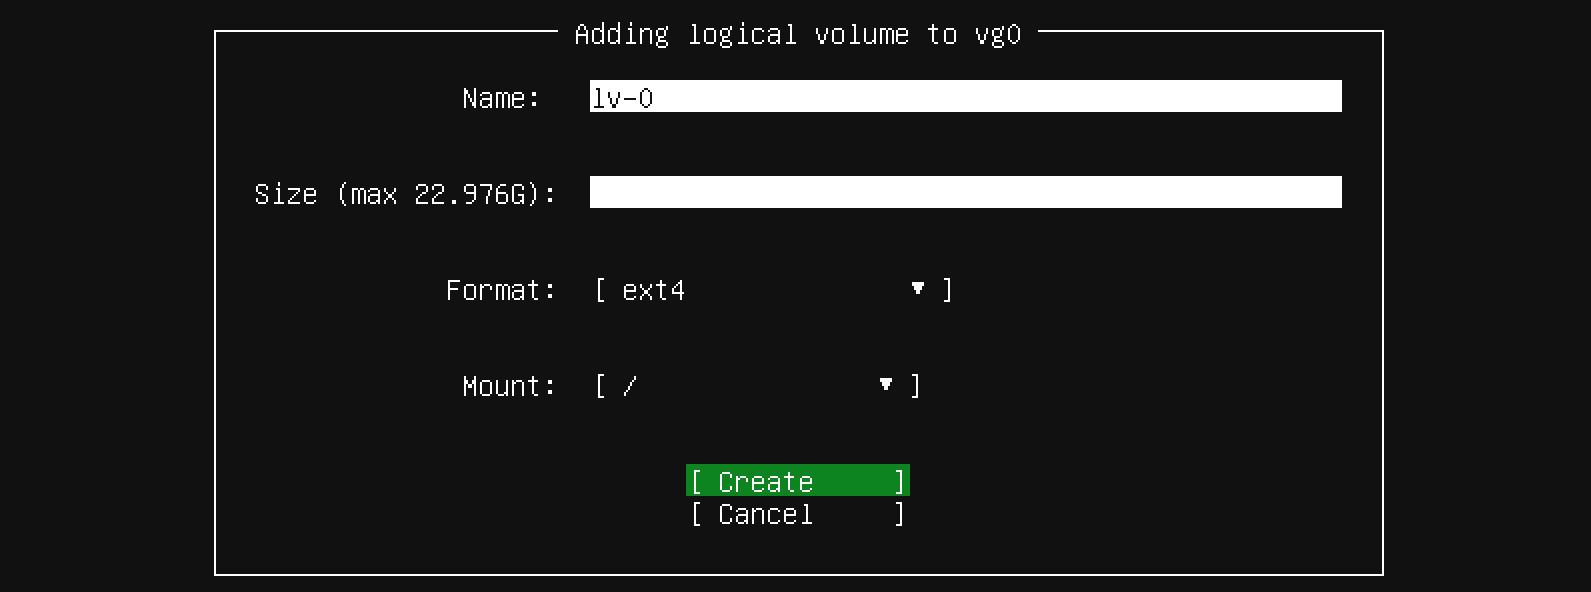 Adding logical volume to vg0
Name: lv-0
Size (max 22.976G):
Format: [ ext4 ▼ ]
Mount: [ / ▼ ]
[ Create ]
[ Cancel ]